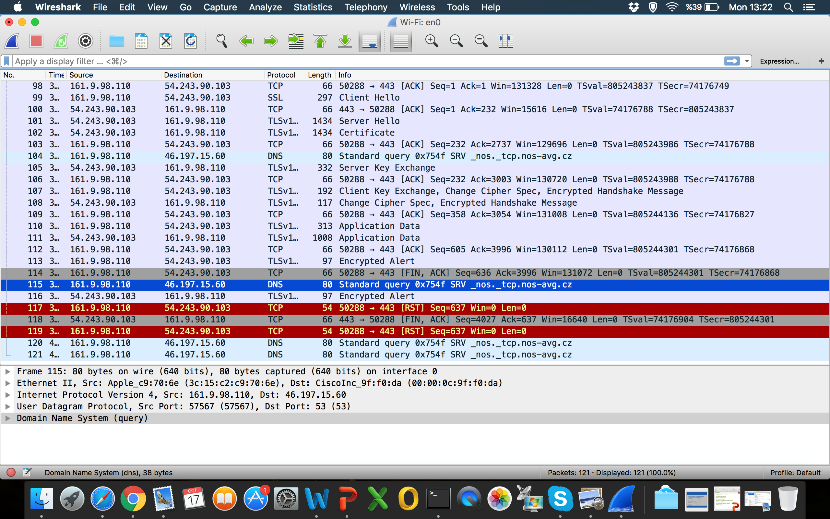 Wireshark File Edit View Go Capture Analyze Statistics Telephony Wireless Tools Help %39 Mon 13:22
Wi-Fi: en0
Apply a display filter ... <⌘/> Expression... +
No. Time Source Destination Protocol Length Info
98 3... 161.9.98.110 54.243.90.103 TCP 66 50288 → 443 [ACK] Seq=1 Ack=1 Win=131328 Len=0 TSval=805243837 TSecr=74176749
99 3... 161.9.98.110 54.243.90.103 SSL 297 Client Hello
100 3... 54.243.90.103 161.9.98.110 TCP 66 443 → 50288 [ACK] Seq=1 Ack=232 Win=15616 Len=0 TSval=74176788 TSecr=805243837
101 3... 54.243.90.103 161.9.98.110 TLSv1... 1434 Server Hello
102 3... 54.243.90.103 161.9.98.110 TLSv1... 1434 Certificate
103 3... 161.9.98.110 54.243.90.103 TCP 66 50288 → 443 [ACK] Seq=232 Ack=2737 Win=129696 Len=0 TSval=805243986 TSecr=74176788
104 3... 161.9.98.110 46.197.15.60 DNS 80 Standard query 0x754f SRV _nos._tcp.nos-avg.cz
105 3... 54.243.90.103 161.9.98.110 TLSv1... 332 Server Key Exchange
106 3... 161.9.98.110 54.243.90.103 TCP 66 50288 → 443 [ACK] Seq=232 Ack=3003 Win=130720 Len=0 TSval=805243988 TSecr=74176788
107 3... 161.9.98.110 54.243.90.103 TLSv1... 192 Client Key Exchange, Change Cipher Spec, Encrypted Handshake Message
108 3... 54.243.90.103 161.9.98.110 TLSv1... 117 Change Cipher Spec, Encrypted Handshake Message
109 3... 161.9.98.110 54.243.90.103 TCP 66 50288 → 443 [ACK] Seq=358 Ack=3054 Win=131008 Len=0 TSval=805244136 TSecr=74176827
110 3... 161.9.98.110 54.243.90.103 TLSv1... 313 Application Data
111 3... 54.243.90.103 161.9.98.110 TLSv1... 1008 Application Data
112 3... 161.9.98.110 54.243.90.103 TCP 66 50288 → 443 [ACK] Seq=605 Ack=3996 Win=130112 Len=0 TSval=805244301 TSecr=74176868
113 3... 161.9.98.110 54.243.90.103 TLSv1... 97 Encrypted Alert
114 3... 161.9.98.110 54.243.90.103 TCP 66 50288 → 443 [FIN, ACK] Seq=636 Ack=3996 Win=131072 Len=0 TSval=805244301 TSecr=74176868
115 3... 161.9.98.110 46.197.15.60 DNS 80 Standard query 0x754f SRV _nos._tcp.nos-avg.cz
116 3... 54.243.90.103 161.9.98.110 TLSv1... 97 Encrypted Alert
117 3... 161.9.98.110 54.243.90.103 TCP 54 50288 → 443 [RST] Seq=637 Win=0 Len=0
118 3... 54.243.90.103 161.9.98.110 TCP 66 443 → 50288 [FIN, ACK] Seq=4027 Ack=637 Win=16640 Len=0 TSval=74176904 TSecr=805244301
119 3... 161.9.98.110 54.243.90.103 TCP 54 50288 → 443 [RST] Seq=637 Win=0 Len=0
120 4... 161.9.98.110 46.197.15.60 DNS 80 Standard query 0x754f SRV _nos._tcp.nos-avg.cz
121 4... 161.9.98.110 46.197.15.60 DNS 80 Standard query 0x754f SRV _nos._tcp.nos-avg.cz
Frame 115: 80 bytes on wire (640 bits), 80 bytes captured (640 bits) on interface 0
Ethernet II, Src: Apple_c9:70:6e (3c:15:c2:c9:70:6e), Dst: CiscoInc_9f:f0:da (00:00:0c:9f:f0:da)
Internet Protocol Version 4, Src: 161.9.98.110, Dst: 46.197.15.60
User Datagram Protocol, Src Port: 57567 (57567), Dst Port: 53 (53)
Domain Name System (query)
Domain Name System (dns), 38 bytes Packets: 121 · Displayed: 121 (100.0%) Profile: Default